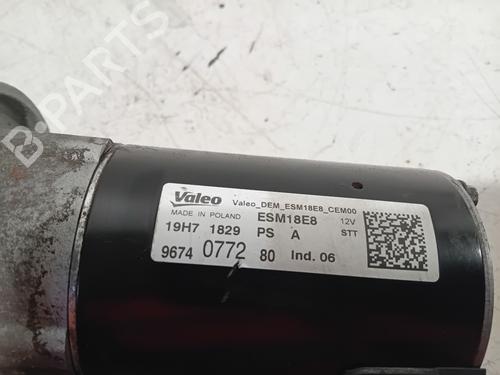 Valeo Valeo_DEM_ESM18E8_CEM00
MADE IN POLAND ESM18E8 12V
19H7 1829 PS A STT
9674 0772 80 Ind. 06
B-PARTS